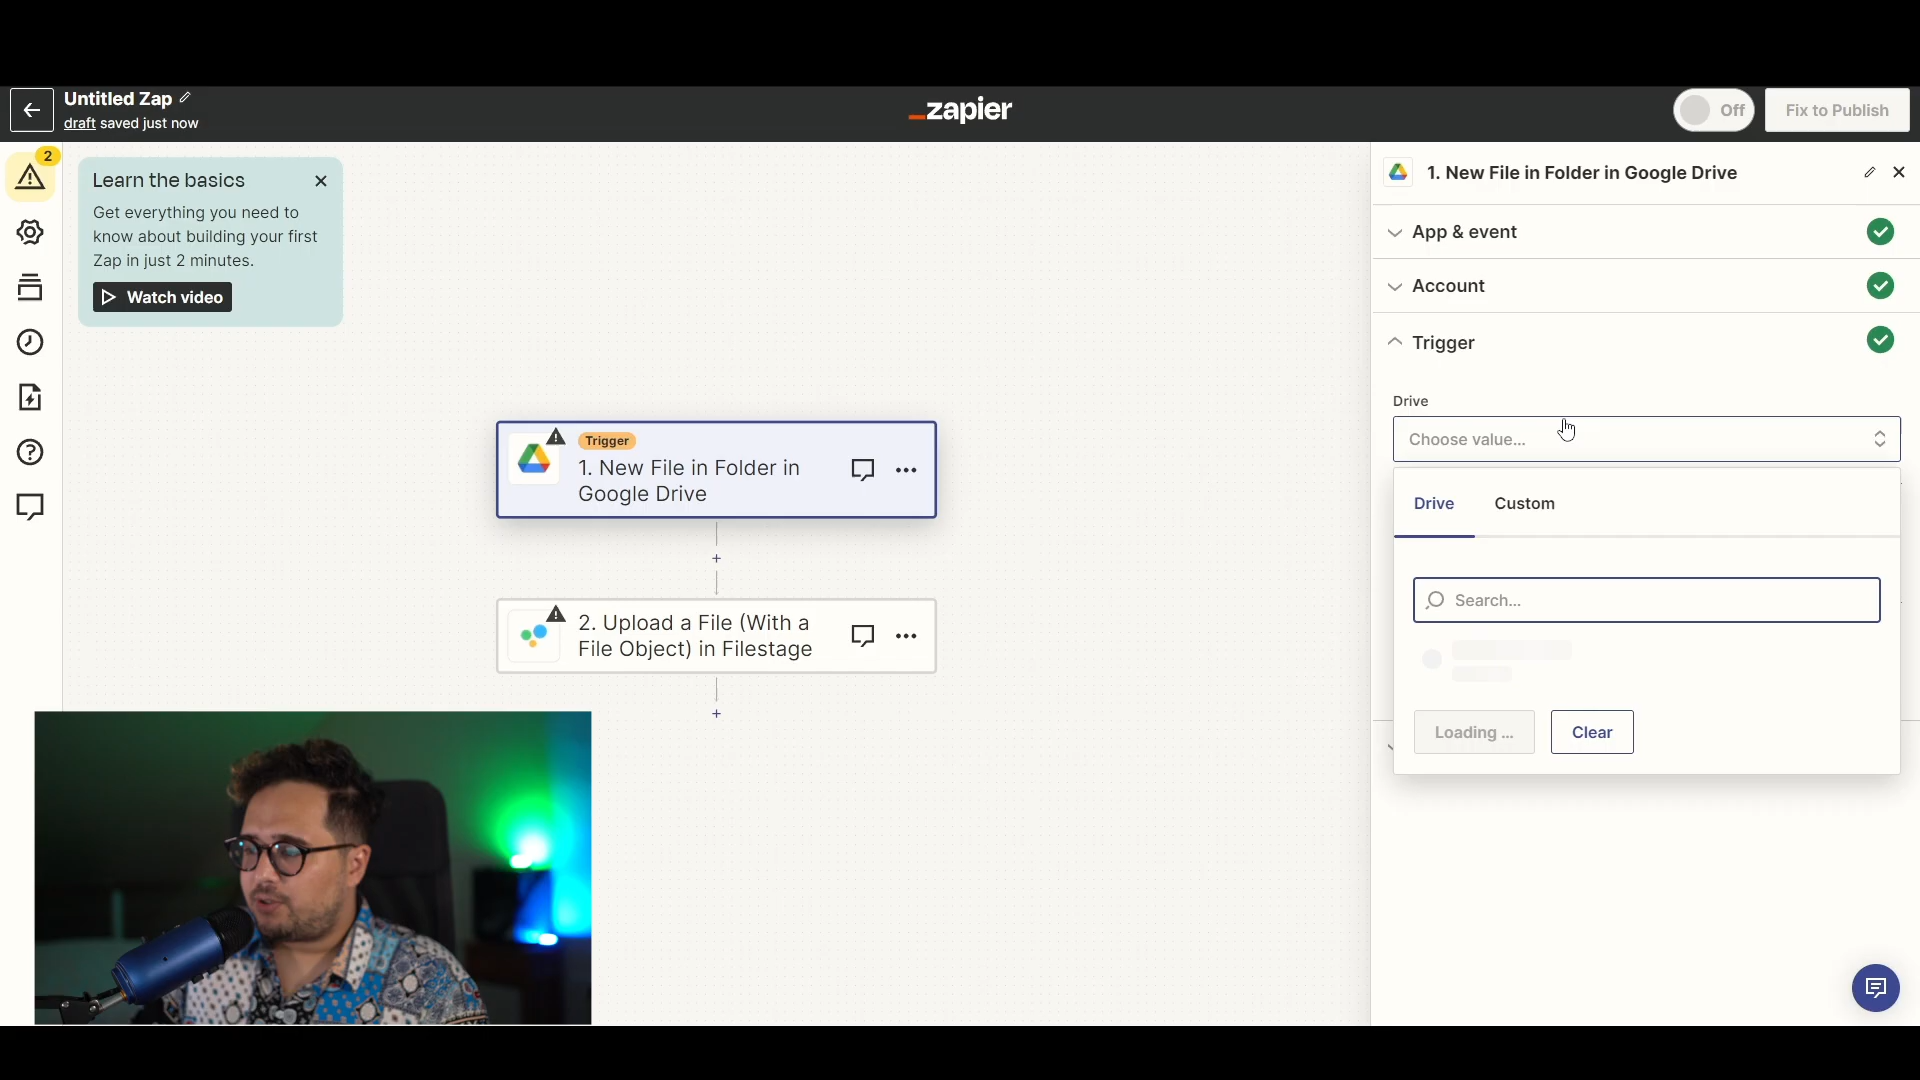 Untitled Zap
draft saved just now
zapier
Off
Fix to Publish
2
Learn the basics
Get everything you need to
know about building your first
Zap in just 2 minutes.
Watch video
Trigger
1. New File in Folder in
Google Drive
2. Upload a File (With a
File Object) in Filestage
1. New File in Folder in Google Drive
App & event
Account
Trigger
Drive
Choose value...
Drive
Custom
Search...
Loading ...
Clear